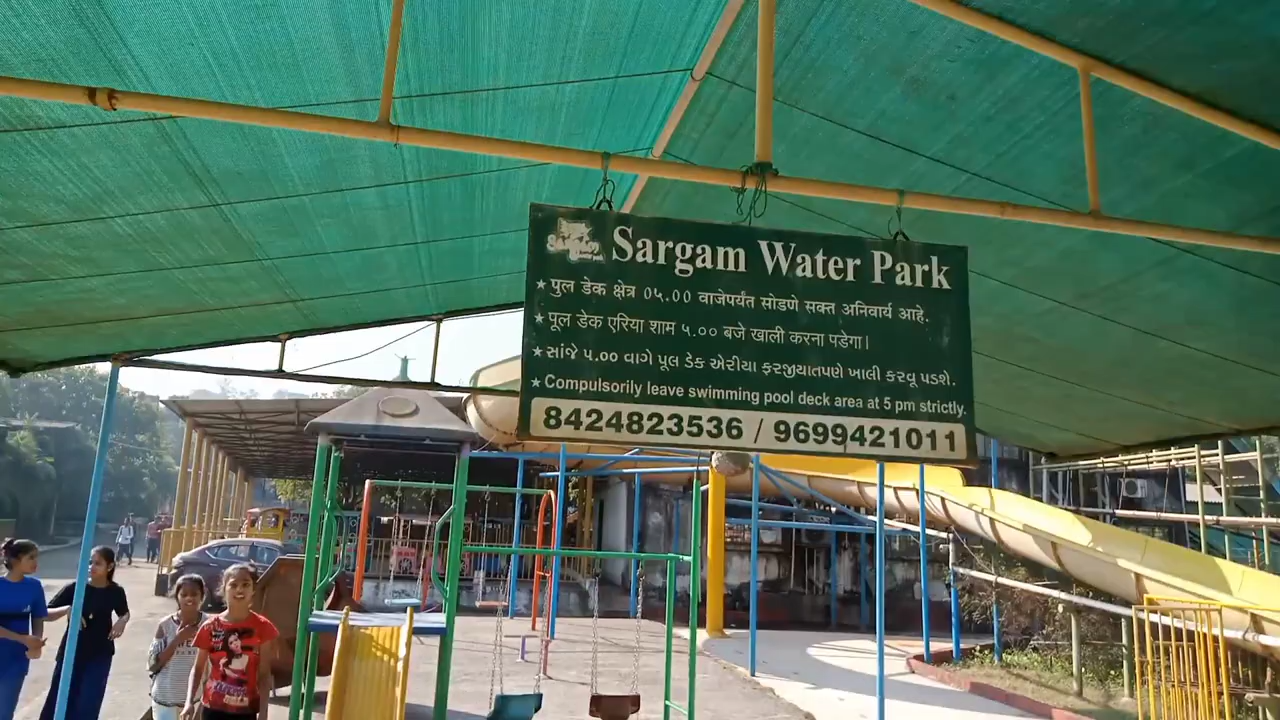 Sargam Water Park
★ पुल डेक क्षेत्र ०५.०० वाजेपर्यंत सोडणे सक्त अनिवार्य आहे.
★ पूल डेक एरिया शाम ५.०० बजे खाली करना पडेगा।
★ સાંજે ૫.૦૦ વાગે પૂલ ડેક એરીયા ફરજીયાતપણે ખાલી કરવૂ પડશે.
★ Compulsorily leave swimming pool deck area at 5 pm strictly.
8424823536 / 9699421011